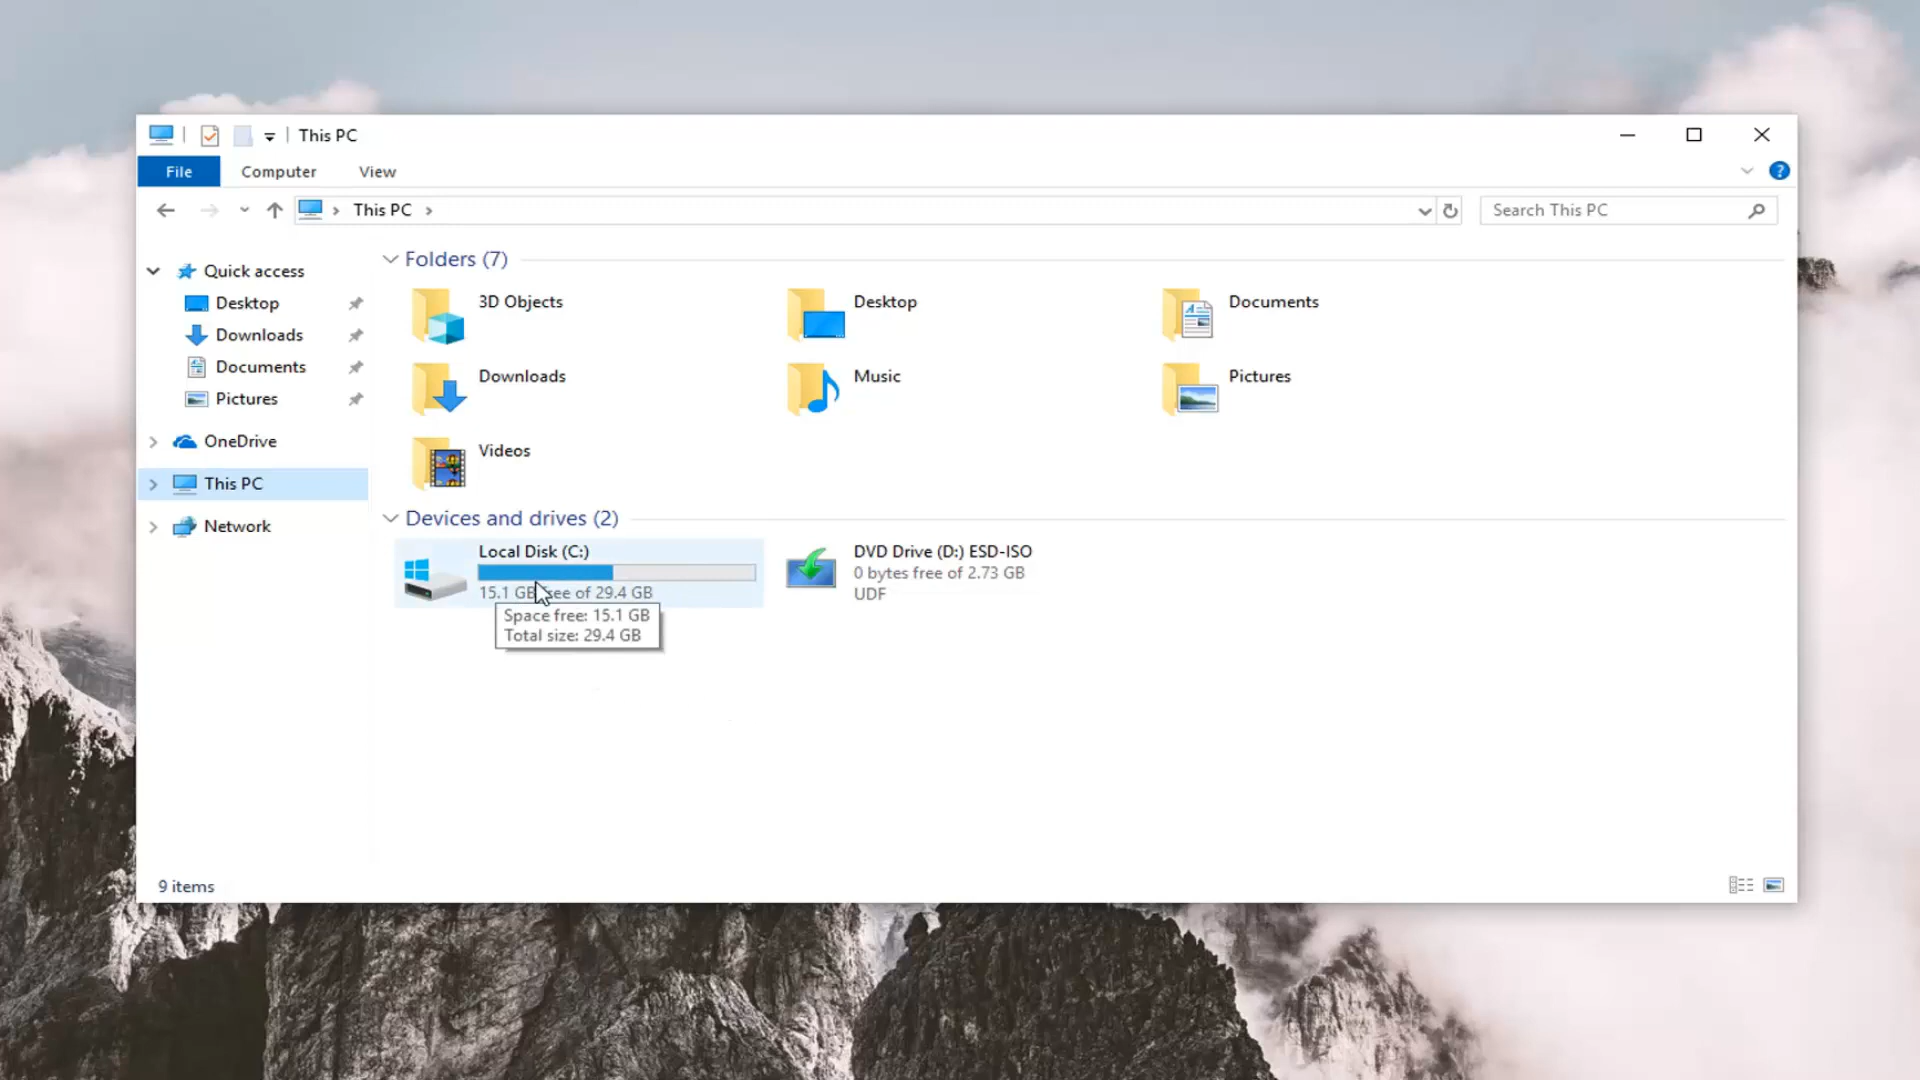 This PC
File Computer View
This PC
Search This PC
Quick access
Desktop
Downloads
Documents
Pictures
OneDrive
This PC
Network
Folders (7)
3D Objects
Desktop
Documents
Downloads
Music
Pictures
Videos
Devices and drives (2)
Local Disk (C:)
15.1 GB free of 29.4 GB
Space free: 15.1 GB
Total size: 29.4 GB
DVD Drive (D:) ESD-ISO
0 bytes free of 2.73 GB
UDF
9 items